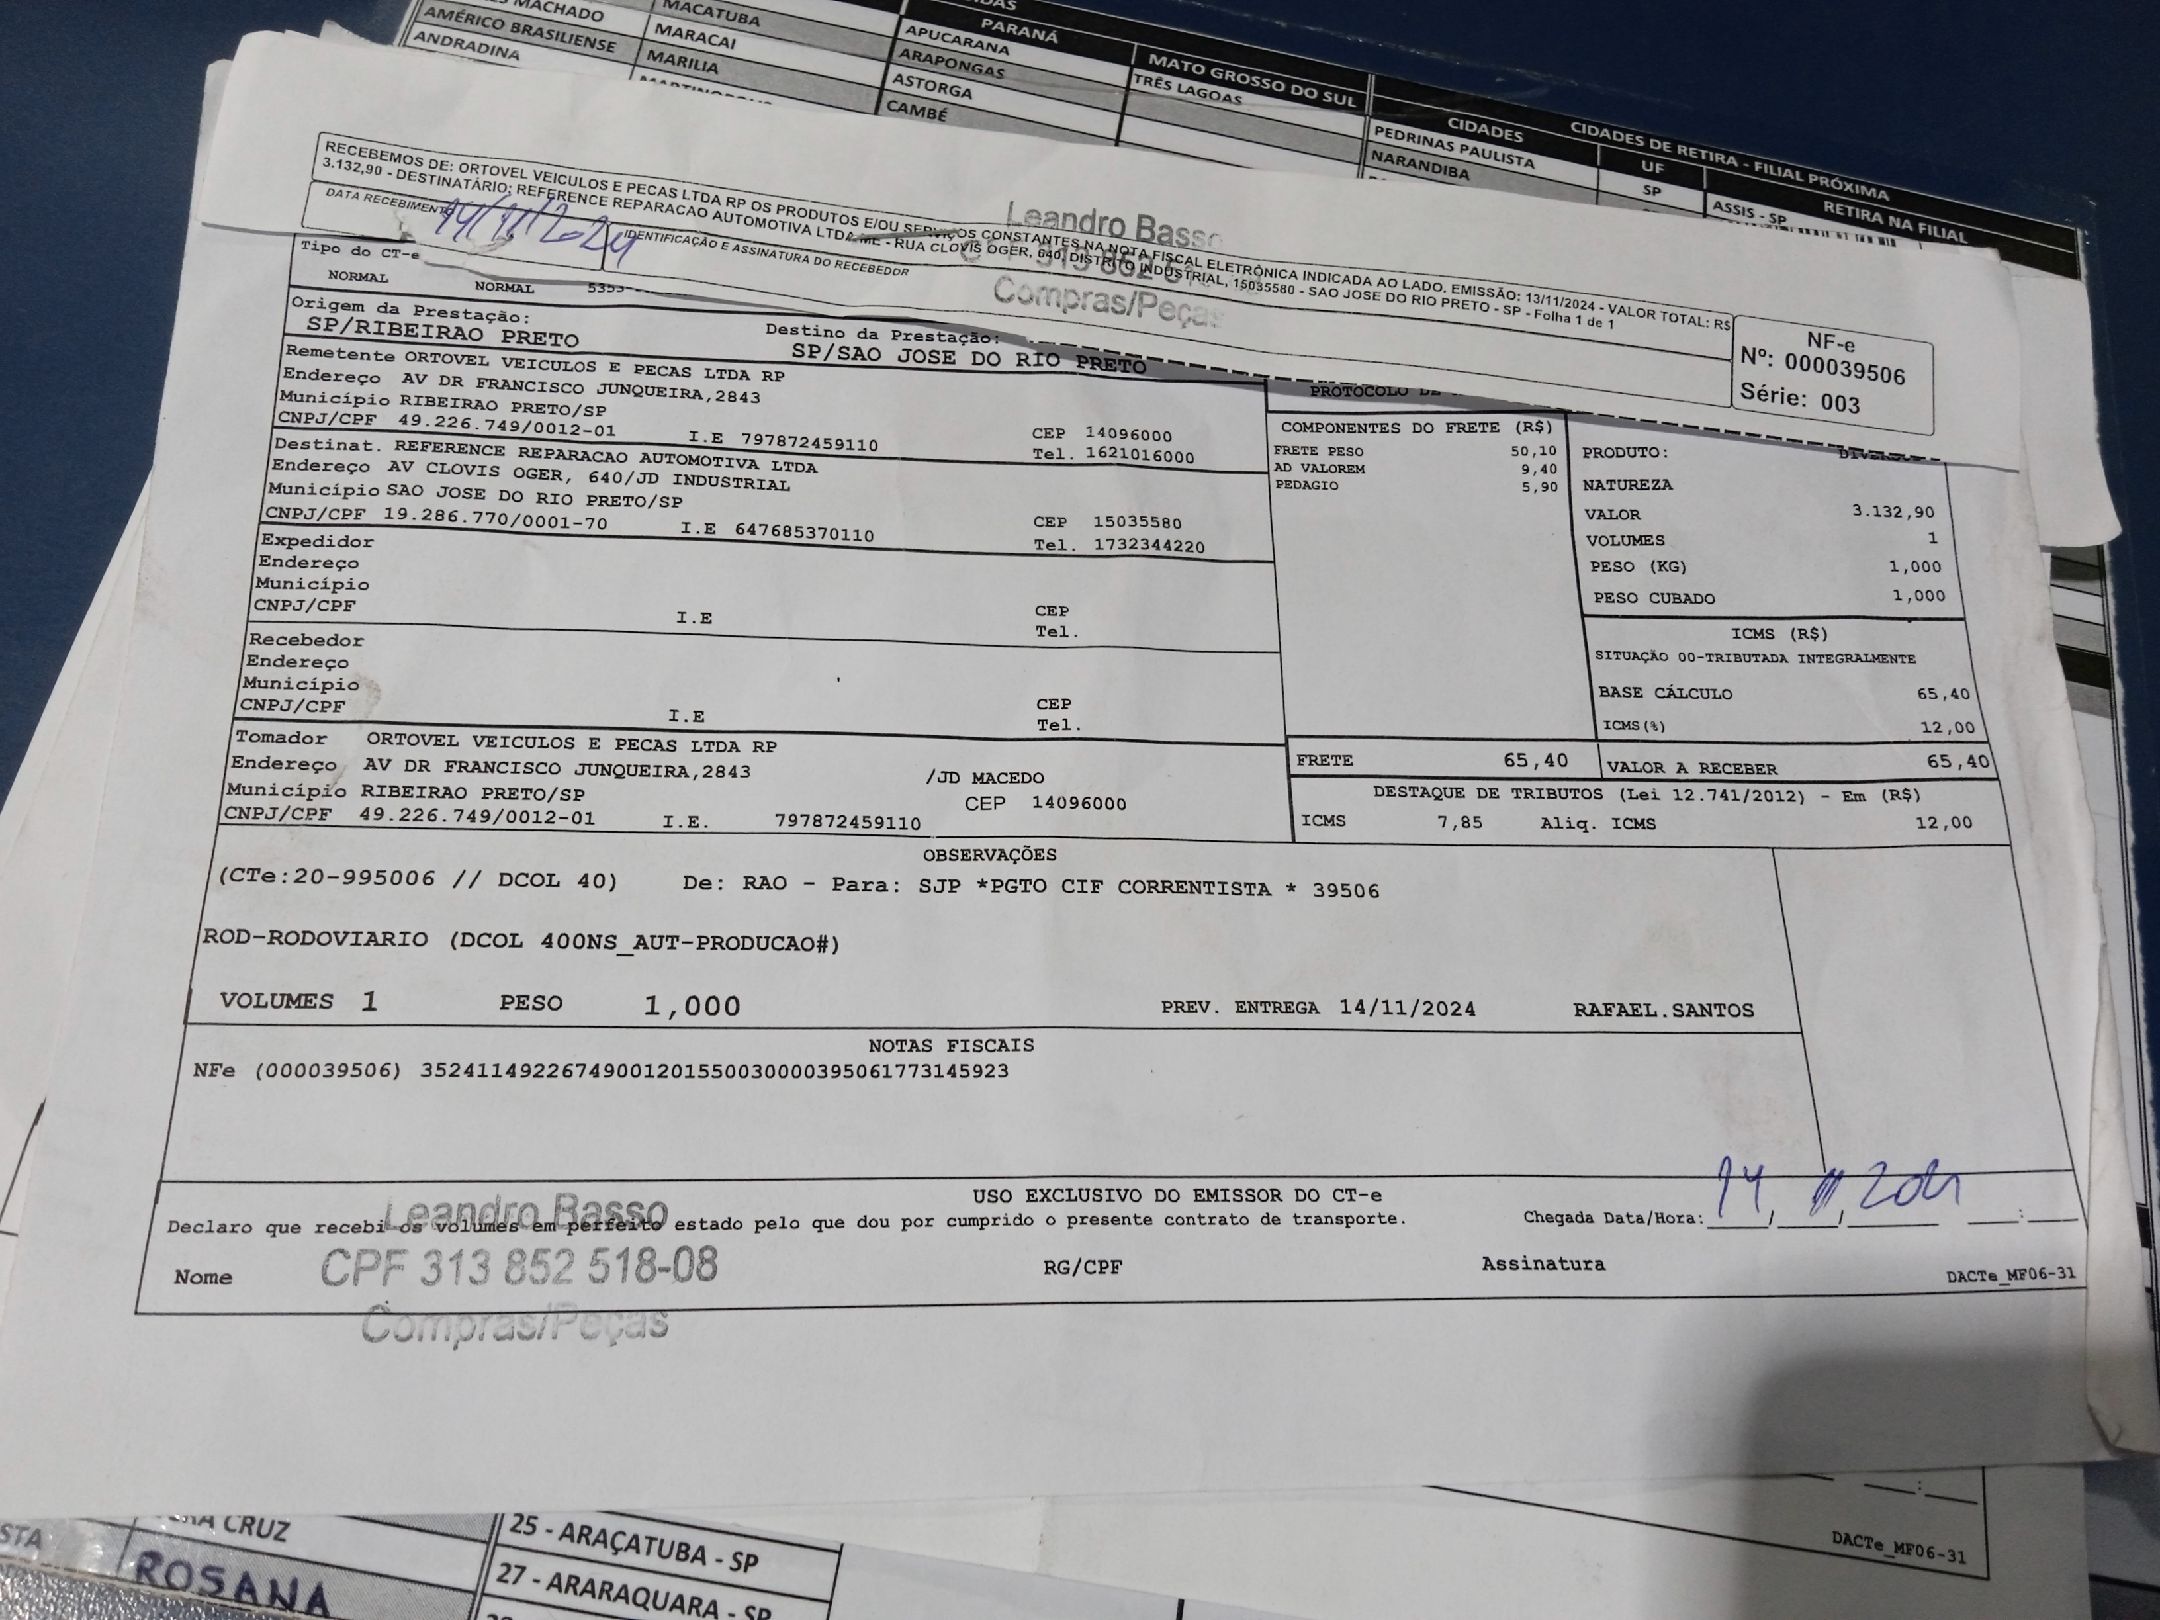 MACHADO
AMÉRICO BRASILIENSE
ANDRADINA
MACATUBA
MARACAI
MARILIA
PARANÁ
APUCARANA
ARAPONGAS
ASTORGA
CAMBÉ
MATO GROSSO DO SUL
TRÊS LAGOAS
CIDADES DE RETIRA - FILIAL PRÓXIMA
CIDADES
UF
RETIRA NA FILIAL
PEDRINAS PAULISTA
SP
ASSIS - SP
NARANDIBA
RECEBEMOS DE: ORTOVEL VEICULOS E PECAS LTDA RP OS PRODUTOS E/OU SERVIÇOS CONSTANTES NA NOTA FISCAL ELETRÔNICA INDICADA AO LADO. EMISSÃO: 13/11/2024 - VALOR TOTAL: R$
3.132,90 - DESTINATÁRIO: REFERENCE REPARACAO AUTOMOTIVA LTDA ME - RUA CLOVIS OGER, 640, DISTRITO INDUSTRIAL, 15035580 - SAO JOSE DO RIO PRETO - SP - Folha 1 de 1
DATA RECEBIMENTO
14/11/2024
IDENTIFICAÇÃO E ASSINATURA DO RECEBEDOR
Leandro Basso
Compras/Peças
NF-e
Nº: 000039506
Série: 003
Tipo do CT-e
NORMAL NORMAL
Origem da Prestação: Destino da Prestação:
SP/RIBEIRAO PRETO SP/SAO JOSE DO RIO PRETO
Remetente ORTOVEL VEICULOS E PECAS LTDA RP
Endereço AV DR FRANCISCO JUNQUEIRA,2843
Município RIBEIRAO PRETO/SP CEP 14096000
CNPJ/CPF 49.226.749/0012-01 I.E 797872459110 Tel. 1621016000
Destinat. REFERENCE REPARACAO AUTOMOTIVA LTDA
Endereço AV CLOVIS OGER, 640/JD INDUSTRIAL
Município SAO JOSE DO RIO PRETO/SP CEP 15035580
CNPJ/CPF 19.286.770/0001-70 I.E 647685370110 Tel. 1732344220
Expedidor
Endereço
Município CEP
CNPJ/CPF I.E Tel.
Recebedor
Endereço
Município CEP
CNPJ/CPF I.E Tel.
Tomador ORTOVEL VEICULOS E PECAS LTDA RP
Endereço AV DR FRANCISCO JUNQUEIRA,2843 /JD MACEDO
Município RIBEIRAO PRETO/SP CEP 14096000
CNPJ/CPF 49.226.749/0012-01 I.E. 797872459110
COMPONENTES DO FRETE (R$)
FRETE PESO 50,10
AD VALOREM 9,40
PEDAGIO 5,90
PRODUTO:
NATUREZA
VALOR 3.132,90
VOLUMES 1
PESO (KG) 1,000
PESO CUBADO 1,000
ICMS (R$)
SITUAÇÃO 00-TRIBUTADA INTEGRALMENTE
BASE CÁLCULO 65,40
ICMS(%) 12,00
FRETE 65,40 VALOR A RECEBER 65,40
DESTAQUE DE TRIBUTOS (Lei 12.741/2012) - Em (R$)
ICMS 7,85 Aliq. ICMS 12,00
OBSERVAÇÕES
(CTe:20-995006 // DCOL 40) De: RAO - Para: SJP *PGTO CIF CORRENTISTA * 39506
ROD-RODOVIARIO (DCOL 400NS_AUT-PRODUCAO#)
VOLUMES 1 PESO 1,000 PREV. ENTREGA 14/11/2024 RAFAEL.SANTOS
NOTAS FISCAIS
NFe (000039506) 35241149226749001201550030000395061773145923
USO EXCLUSIVO DO EMISSOR DO CT-e
Leandro Basso
Declaro que recebi os volumes em perfeito estado pelo que dou por cumprido o presente contrato de transporte. Chegada Data/Hora: 14
CPF 313 852 518-08
Nome RG/CPF Assinatura DACTe_MF06-31
Compras/Peças
DACTe_MF06-31
CRUZ
ROSANA
25 - ARAÇATUBA - SP
27 - ARARAQUARA - SP